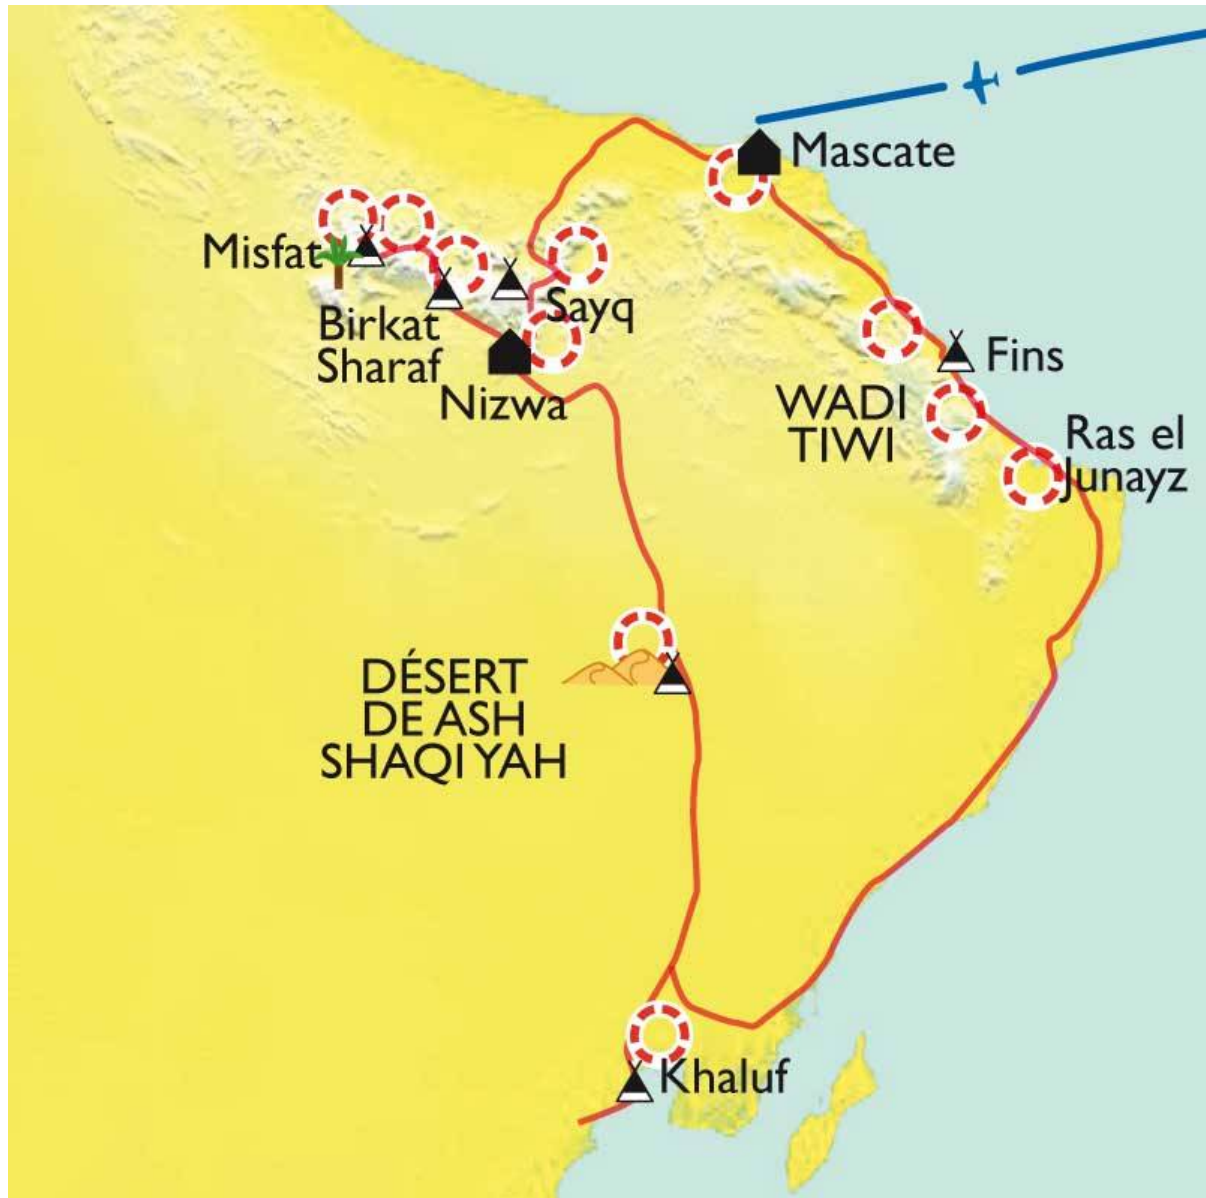 Mascate
Misfat
Sayq
Birkat
Sharaf
Nizwa
Fins
WADI
TIWI
Ras el
Junayz
DÉSERT
DE ASH
SHAQI YAH
Khaluf